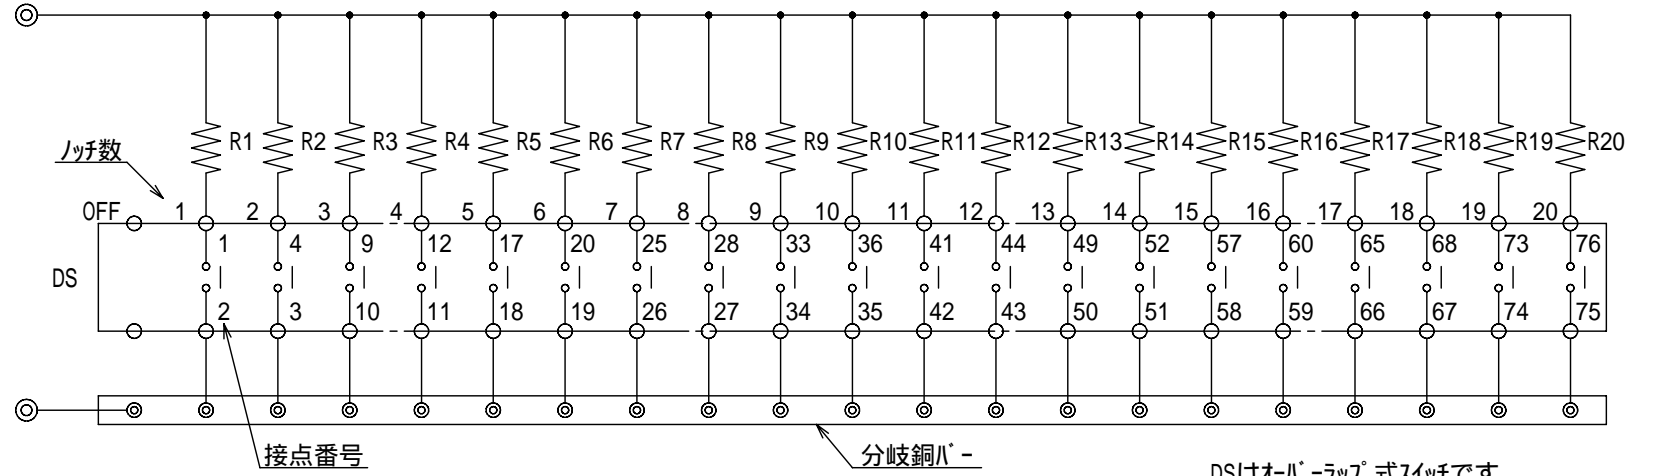 R1 R2 R3 R4 R5 R6 R7 R8 R9 R10 R11 R12 R13 R14 R15 R16 R17 R18 R19 R20
ﾉｯﾁ数
OFF 1 2 3 4 5 6 7 8 9 10 11 12 13 14 15 16 17 18 19 20
1 4 9 12 17 20 25 28 33 36 41 44 49 52 57 60 65 68 73 76
DS
2 3 10 11 18 19 26 27 34 35 42 43 50 51 58 59 66 67 74 75
接点番号 分岐銅ﾊﾞｰ
DSはｵｰﾊﾞｰﾗｯﾌﾟ式ｽｲｯﾁです